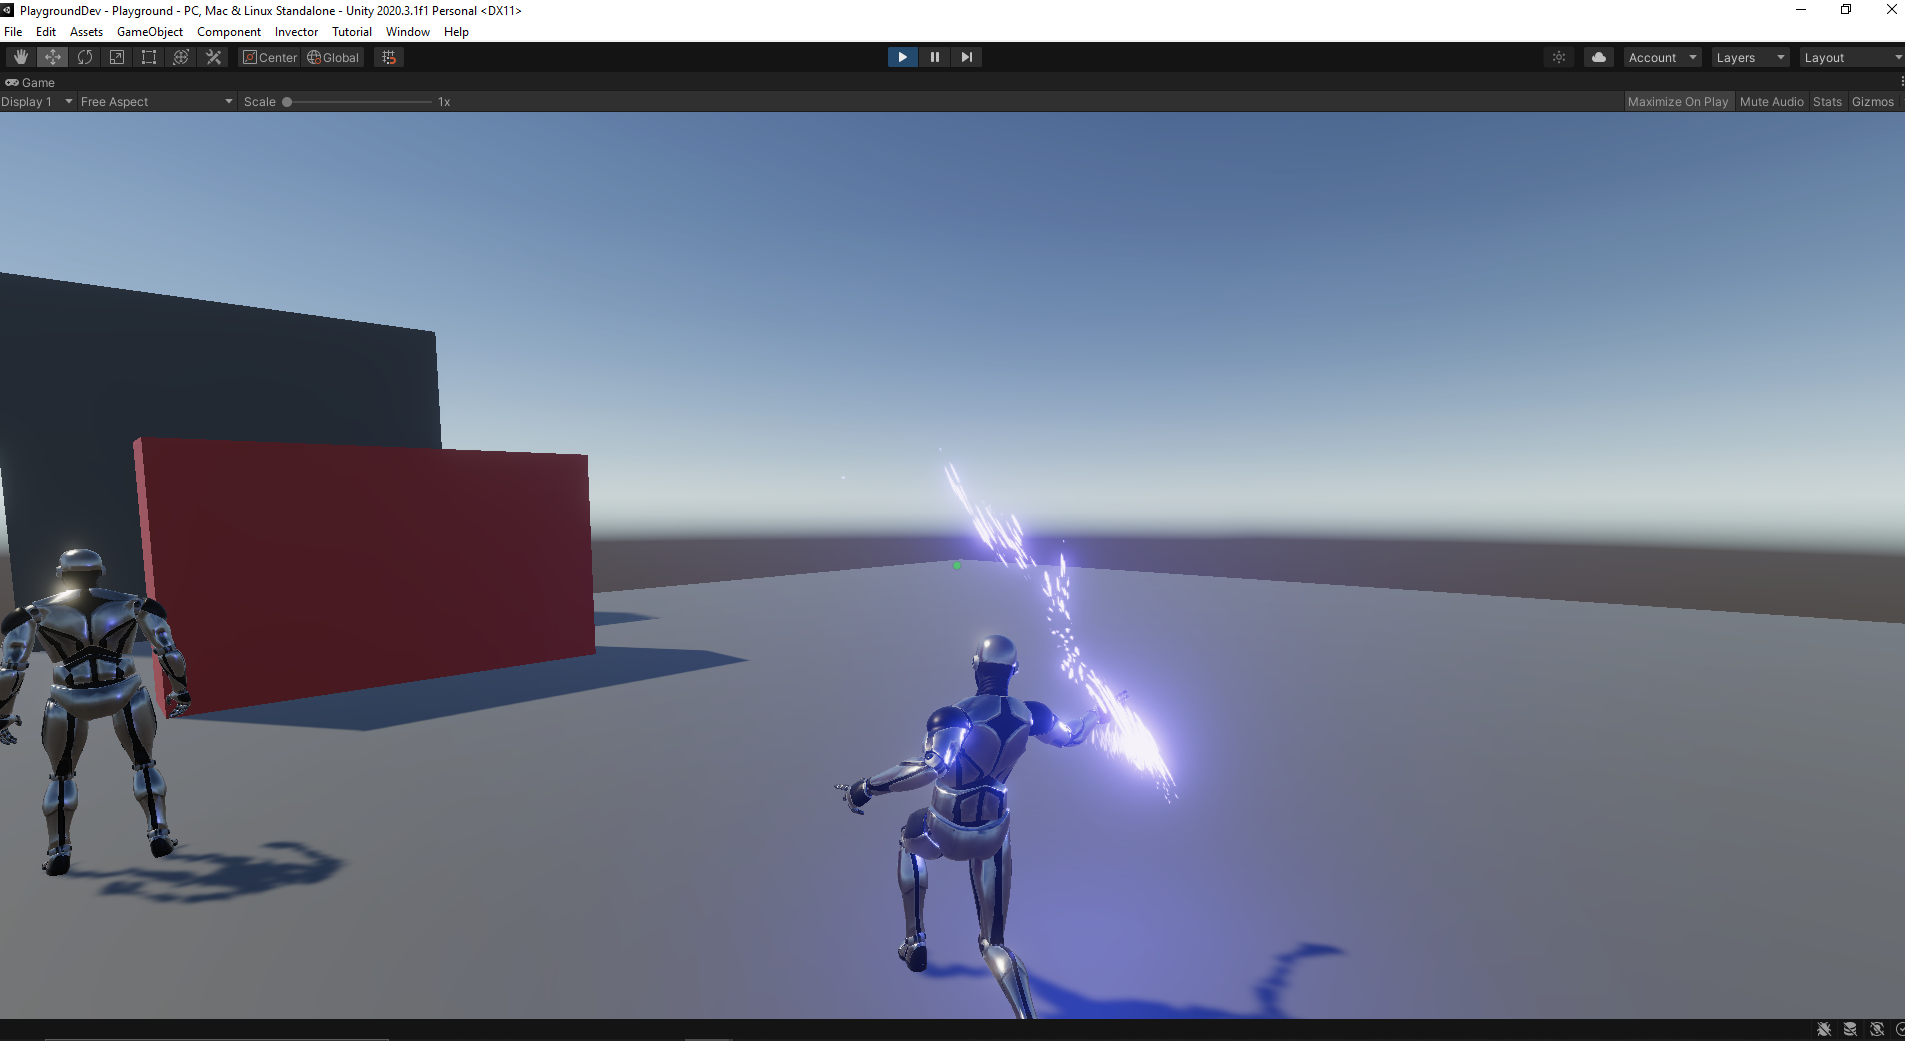 PlaygroundDev - Playground - PC, Mac & Linux Standalone - Unity 2020.3.1f1 Personal <DX11>
File Edit Assets GameObject Component Invector Tutorial Window Help
Center Global Account Layers Layout
Game
Display 1 Free Aspect Scale 1x Maximize On Play Mute Audio Stats Gizmos